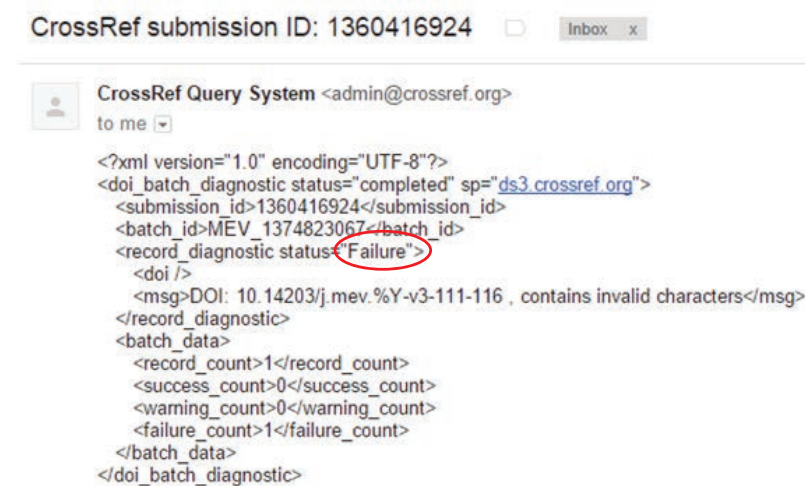 CrossRef submission ID: 1360416924 Inbox x
CrossRef Query System <admin@crossref.org>
to me
<?xml version="1.0" encoding="UTF-8"?>
<doi_batch_diagnostic status="completed" sp="ds3.crossref.org">
<submission_id>1360416924</submission_id>
<batch_id>MEV_1374823067</batch_id>
<record_diagnostic status="Failure">
<doi />
<msg>DOI: 10.14203/j.mev.%Y-v3-111-116 , contains invalid characters</msg>
</record_diagnostic>
<batch_data>
<record_count>1</record_count>
<success_count>0</success_count>
<warning_count>0</warning_count>
<failure_count>1</failure_count>
</batch_data>
</doi_batch_diagnostic>